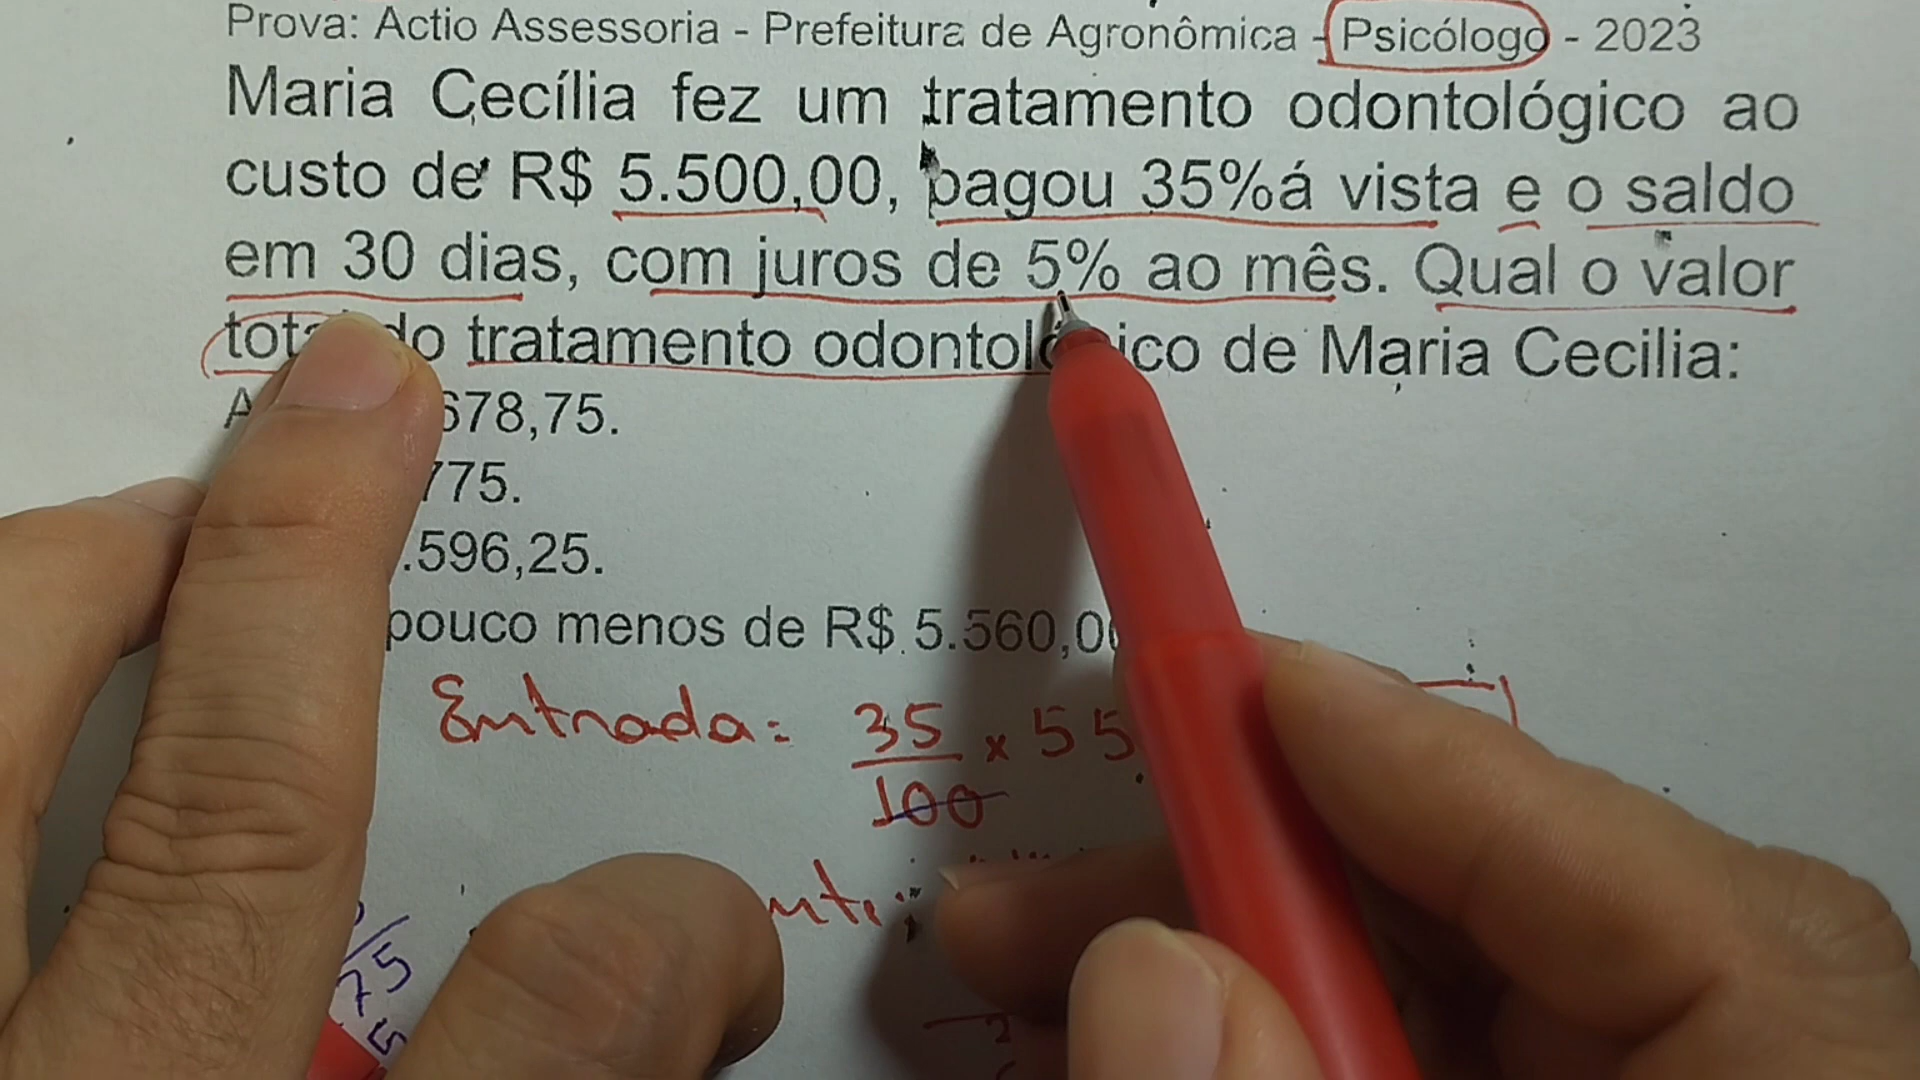 Prova: Actio Assessoria - Prefeitura de Agronômica - Psicólogo - 2023
Maria Cecília fez um tratamento odontológico ao
custo de R$ 5.500,00, pagou 35%á vista e o saldo
em 30 dias, com juros de 5% ao mês. Qual o valor
do tratamento de Maria Cecilia:
678,75.
775.
.596,25.
pouco menos de R$ 5.560,0
Entrada: 35 x 55
100
75
5